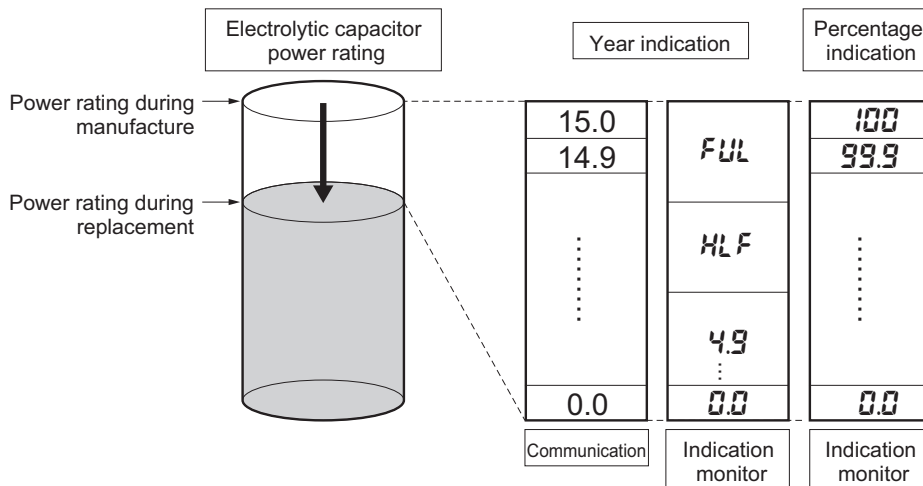 Electrolytic capacitor
power rating
Year indication
Percentage
indication
Power rating during
manufacture
Power rating during
replacement
15.0
14.9
0.0
FUL
HLF
4.9
0.0
100
99.9
0.0
Communication
Indication
monitor
Indication
monitor